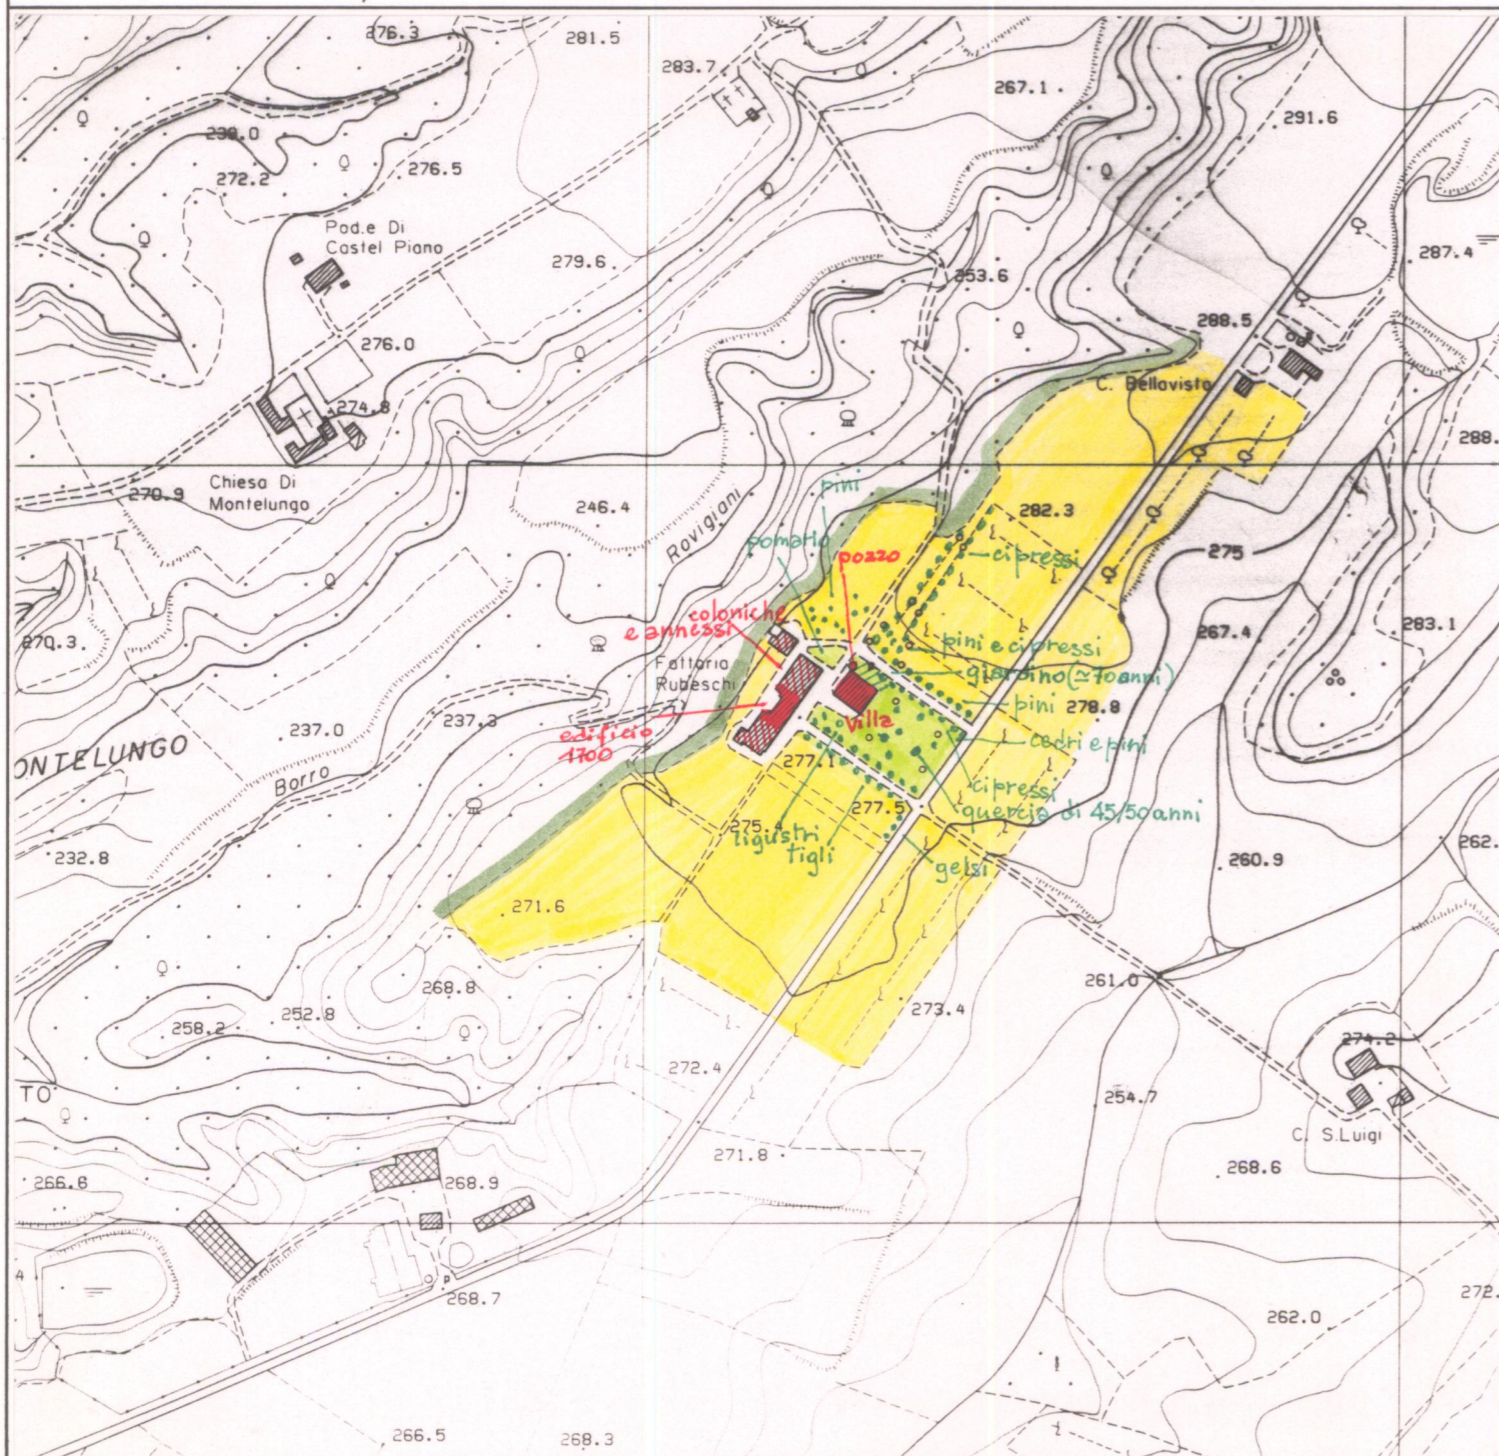 276.3
281.5
283.7
267.1
291.6
239.0
272.2
276.5
Pod.e Di
Castel Piano
279.6
253.6
287.4
288.5
276.0
274.8
C. Bellavista
288.
270.9
Chiesa Di
Montelungo
246.4
Rovigiani
pini
282.3
pomario
pozzo
cipressi
275
270.3
coloniche
e annessi
267.4
283.1
pini e cipressi
Fattoria
Rubeschi
giardino (≃70anni)
pini
278.8
237.0
237.3
Villa
edificio
1700
cedri e pini
ONTELUNGO
Borro
277.1
cipressi
277.5
quercia di 45/50anni
275.4
ligustri
tigli
gelsi
232.8
260.9
262.
271.6
268.8
261.0
258.2
252.8
273.4
274.2
272.4
TO
254.7
C. S.Luigi
271.8
266.6
268.9
268.6
4
268.7
262.0
272.
266.5
268.3